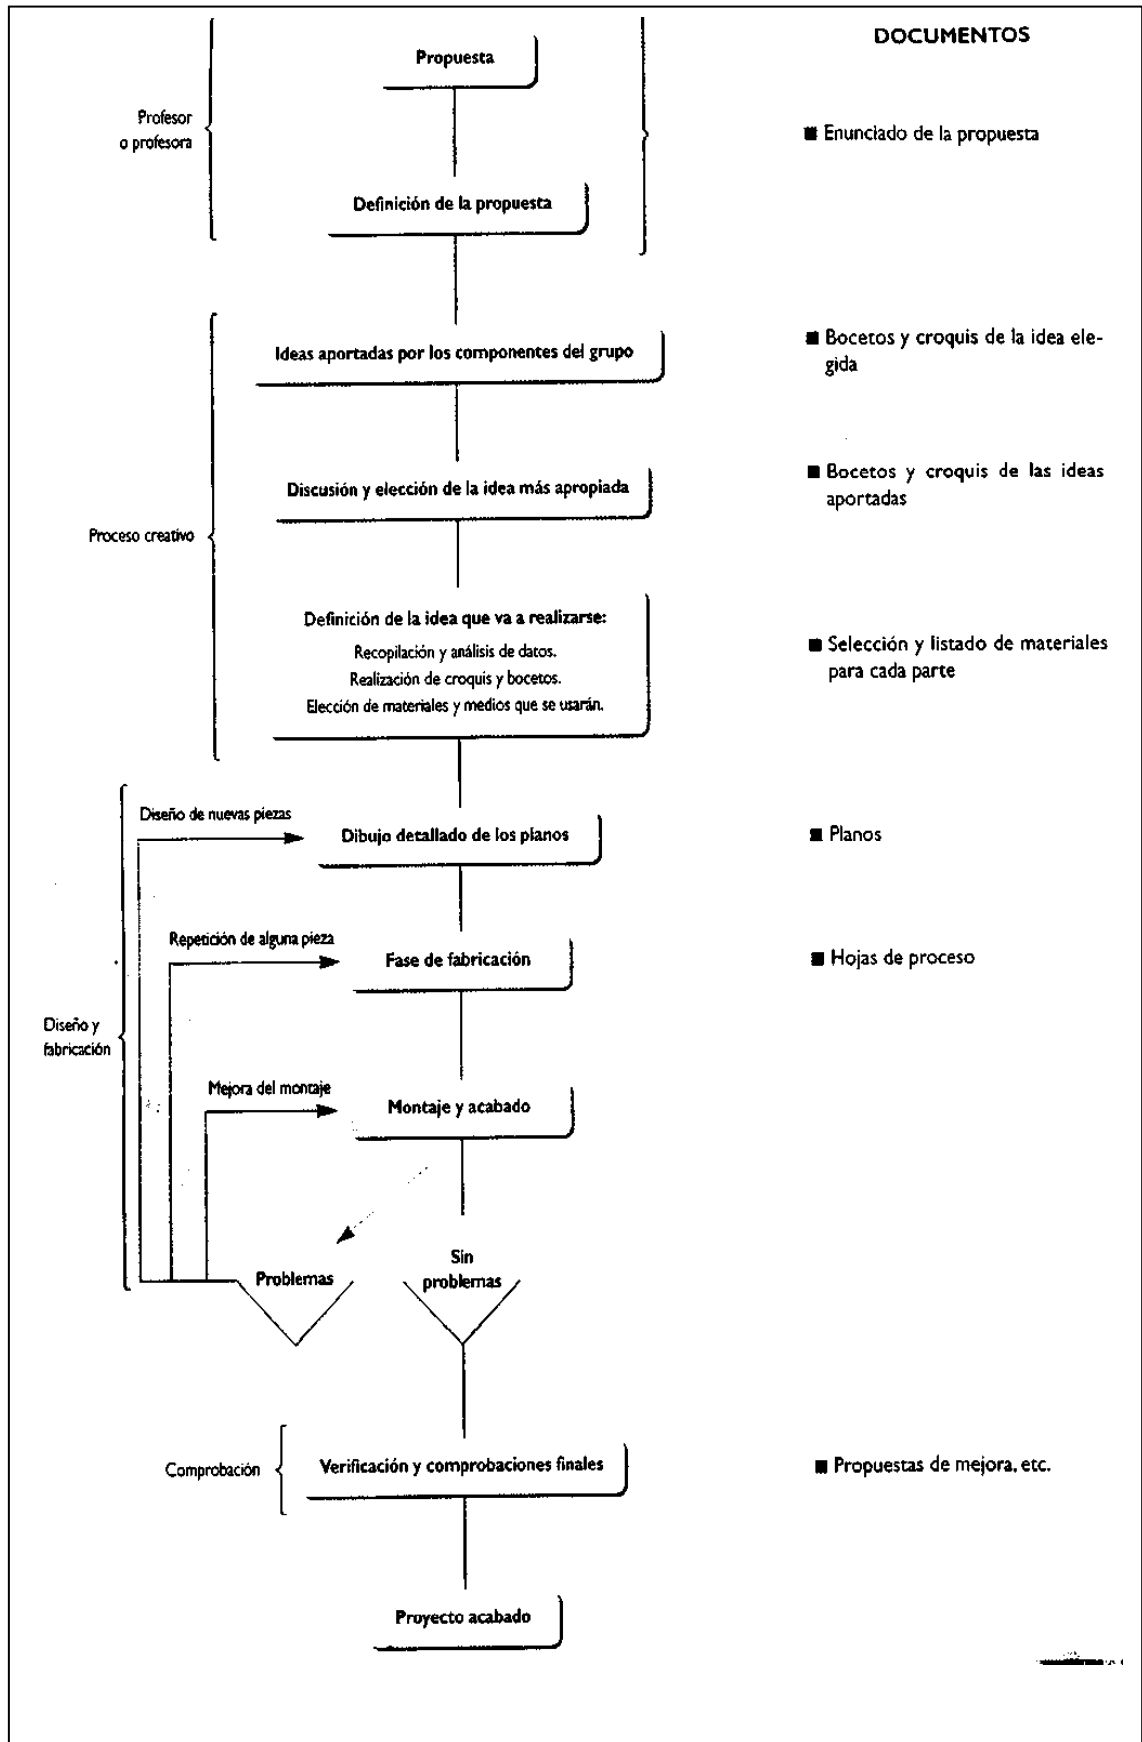 DOCUMENTOS
Propuesta
Profesor
o profesora
■ Enunciado de la propuesta
Definición de la propuesta
Ideas aportadas por los componentes del grupo
■ Bocetos y croquis de la idea ele-
gida
Discusión y elección de la idea más apropiada
■ Bocetos y croquis de las ideas
aportadas
Proceso creativo
Definición de la idea que va a realizarse:
Recopilación y análisis de datos.
Realización de croquis y bocetos.
Elección de materiales y medios que se usarán.
■ Selección y listado de materiales
para cada parte
Diseño de nuevas piezas
Dibujo detallado de los planos
■ Planos
Repetición de alguna pieza
Fase de fabricación
■ Hojas de proceso
Diseño y
fabricación
Mejora del montaje
Montaje y acabado
Problemas
Sin
problemas
Comprobación
Verificación y comprobaciones finales
■ Propuestas de mejora, etc.
Proyecto acabado